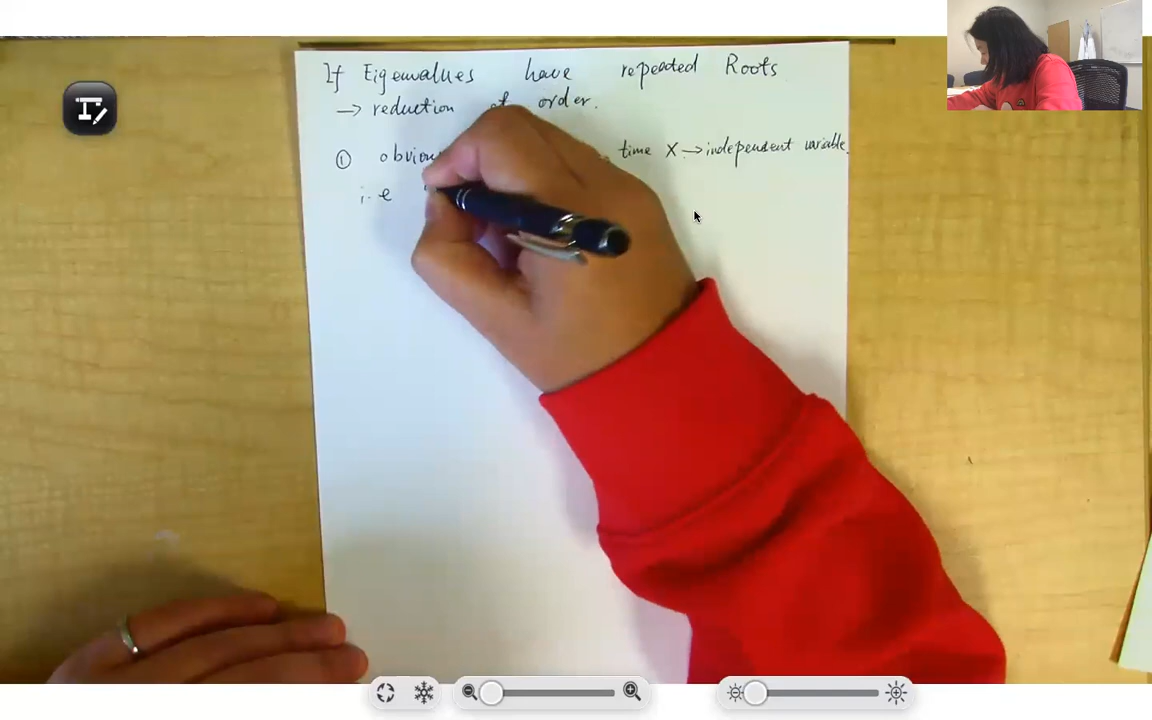 If Eigenvalues have repeated Roots
→ reduction of order.
① obvious time X → independent variable.
i.e